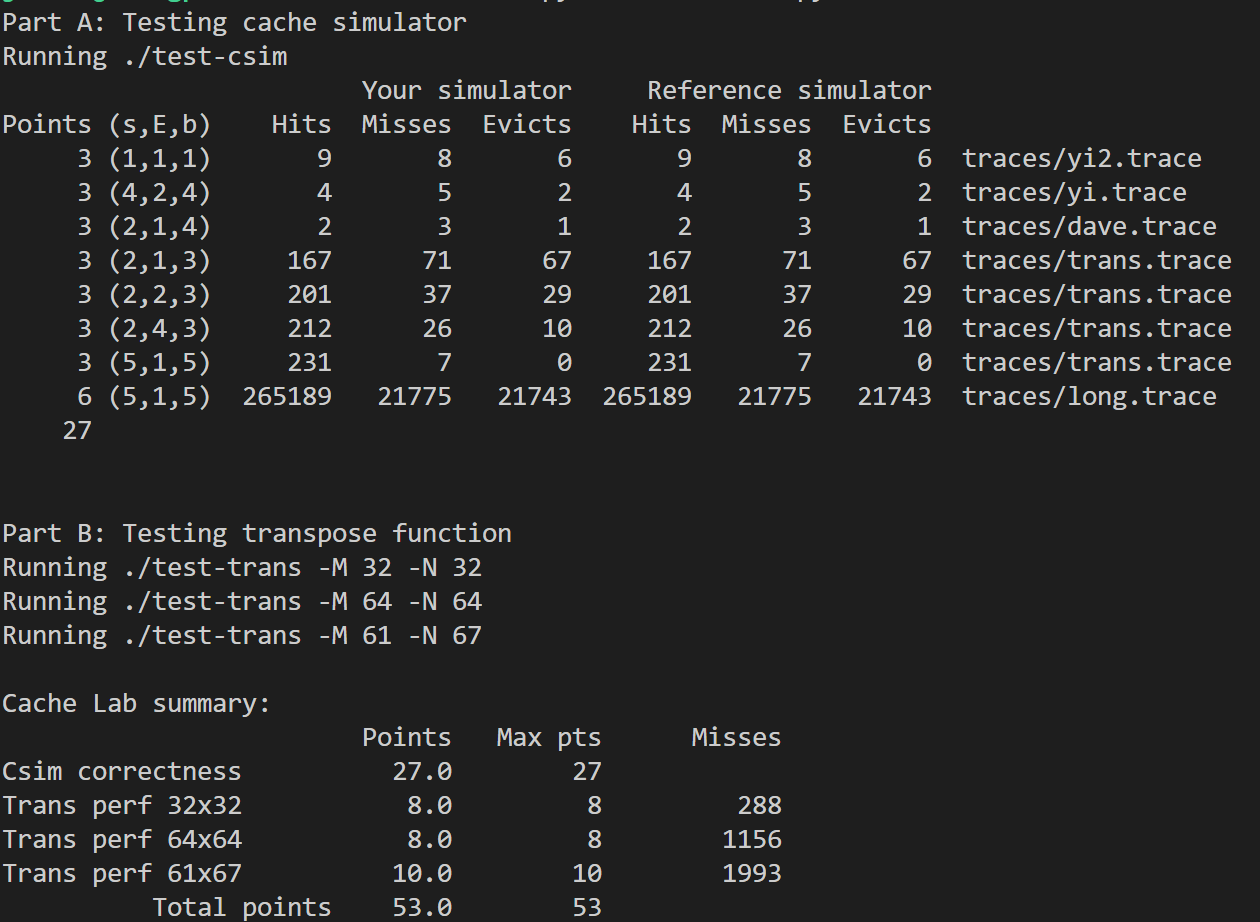 Part A: Testing cache simulator
Running ./test-csim
                        Your simulator     Reference simulator
Points (s,E,b)    Hits  Misses  Evicts    Hits  Misses  Evicts
     3 (1,1,1)       9       8       6       9       8       6  traces/yi2.trace
     3 (4,2,4)       4       5       2       4       5       2  traces/yi.trace
     3 (2,1,4)       2       3       1       2       3       1  traces/dave.trace
     3 (2,1,3)     167      71      67     167      71      67  traces/trans.trace
     3 (2,2,3)     201      37      29     201      37      29  traces/trans.trace
     3 (2,4,3)     212      26      10     212      26      10  traces/trans.trace
     3 (5,1,5)     231       7       0     231       7       0  traces/trans.trace
     6 (5,1,5)  265189   21775   21743  265189   21775   21743  traces/long.trace
    27

Part B: Testing transpose function
Running ./test-trans -M 32 -N 32
Running ./test-trans -M 64 -N 64
Running ./test-trans -M 61 -N 67

Cache Lab summary:
                        Points   Max pts      Misses
Csim correctness          27.0        27
Trans perf 32x32           8.0         8         288
Trans perf 64x64           8.0         8        1156
Trans perf 61x67          10.0        10        1993
          Total points    53.0        53